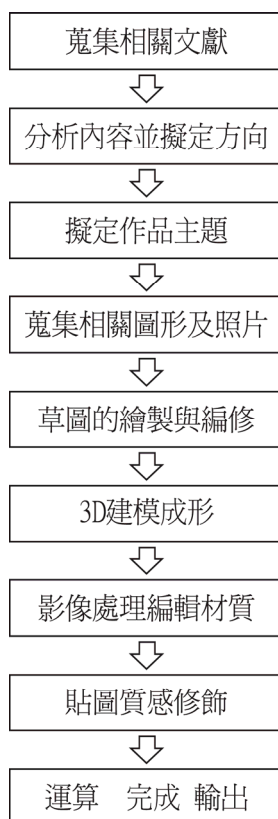 蒐集相關文獻
分析內容並擬定方向
擬定作品主題
蒐集相關圖形及照片
草圖的繪製與編修
3D建模成形
影像處理編輯材質
貼圖質感修飾
運算 完成 輸出